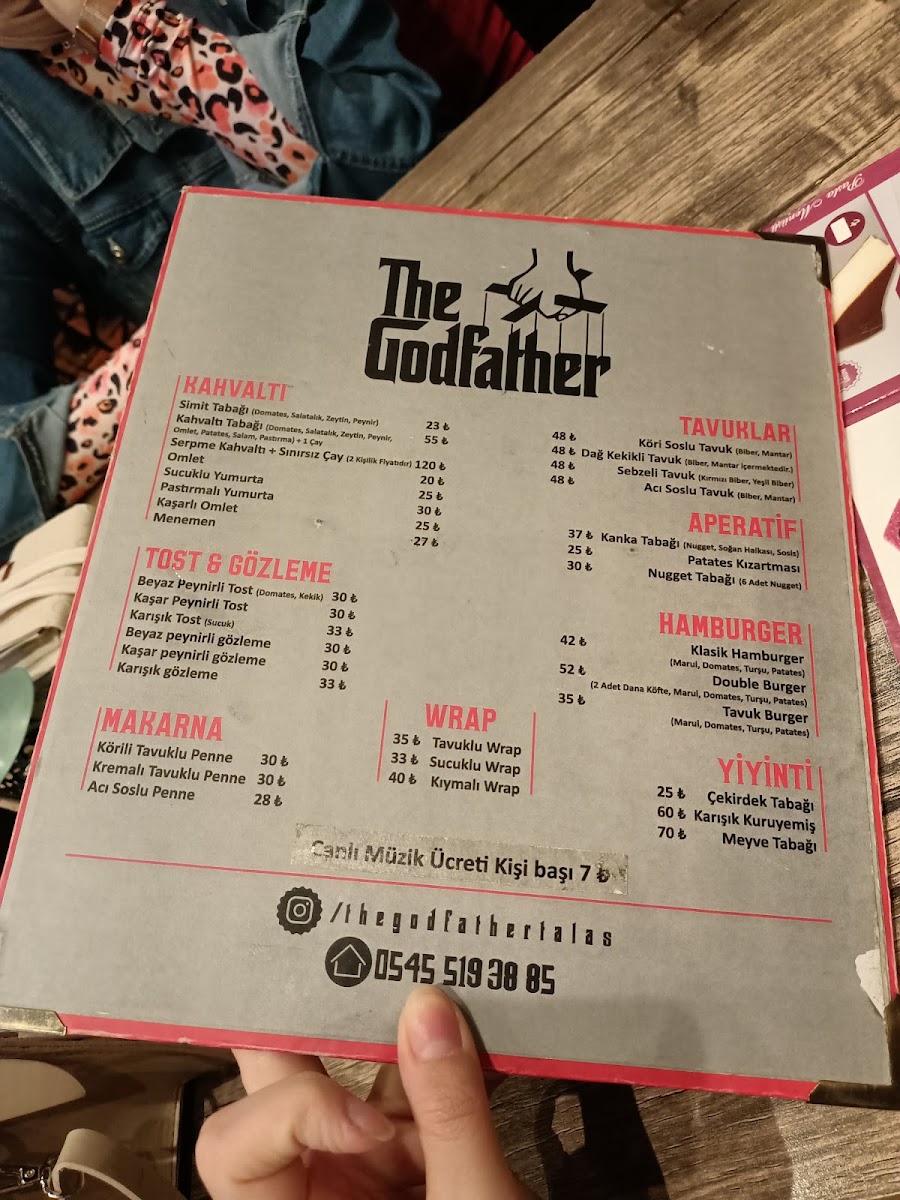 The
Godfather
KAHVALTI
Simit Tabağı (Domates, Salatalık, Zeytin, Peynir) 23 ₺
Kahvaltı Tabağı (Domates, Salatalık, Zeytin, Peynir, 55 ₺
Omlet, Patates, Salam, Pastırma) + 1 Çay
Serpme Kahvaltı + Sınırsız Çay (2 Kişilik Fiyatıdır) 120 ₺
Omlet 20 ₺
Sucuklu Yumurta 25 ₺
Pastırmalı Yumurta 30 ₺
Kaşarlı Omlet 25 ₺
Menemen 27 ₺
TOST & GÖZLEME
Beyaz Peynirli Tost (Domates, Kekik) 30 ₺
Kaşar Peynirli Tost 30 ₺
Karışık Tost (Sucuk) 33 ₺
Beyaz peynirli gözleme 30 ₺
Kaşar peynirli gözleme 30 ₺
Karışık gözleme 33 ₺
MAKARNA
Körili Tavuklu Penne 30 ₺
Kremalı Tavuklu Penne 30 ₺
Acı Soslu Penne 28 ₺
WRAP
35 ₺ Tavuklu Wrap
33 ₺ Sucuklu Wrap
40 ₺ Kıymalı Wrap
TAVUKLAR
48 ₺ Köri Soslu Tavuk (Biber, Mantar)
48 ₺ Dağ Kekikli Tavuk (Biber, Mantar içermektedir.)
48 ₺ Sebzeli Tavuk (Kırmızı Biber, Yeşil Biber)
48 ₺ Acı Soslu Tavuk (Biber, Mantar)
APERATİF
37 ₺ Kanka Tabağı (Nugget, Soğan Halkası, Sosis)
25 ₺ Patates Kızartması
30 ₺ Nugget Tabağı (6 Adet Nugget)
HAMBURGER
42 ₺ Klasik Hamburger
(Marul, Domates, Turşu, Patates)
52 ₺ Double Burger
(2 Adet Dana Köfte, Marul, Domates, Turşu, Patates)
35 ₺ Tavuk Burger
(Marul, Domates, Turşu, Patates)
YİYİNTİ
25 ₺ Çekirdek Tabağı
60 ₺ Karışık Kuruyemiş
70 ₺ Meyve Tabağı
Canlı Müzik Ücreti Kişi başı 7 ₺
/thegodfathertalas
0545 519 38 85
Pasta Menüsü